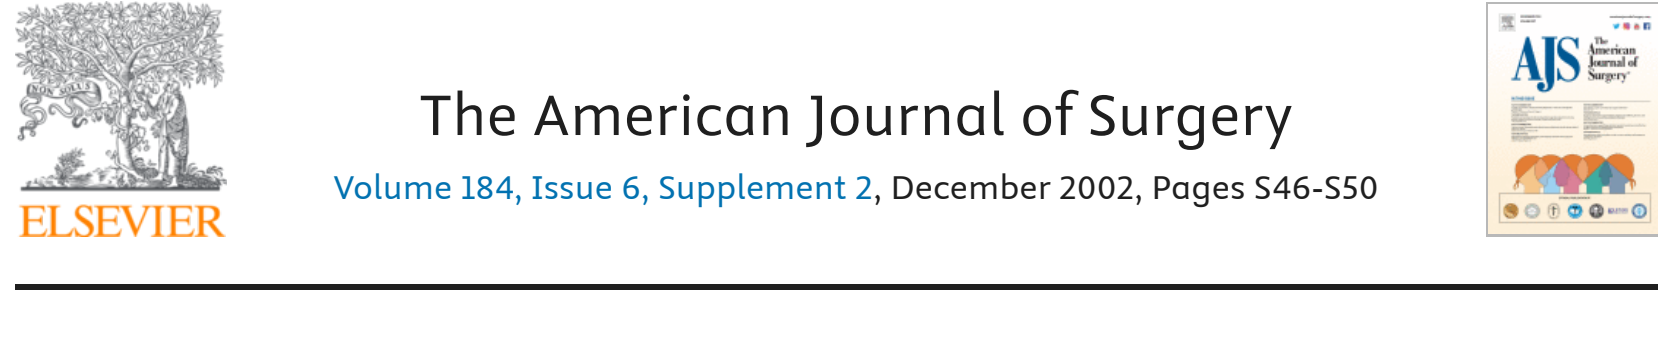 NON SOLUS
ELSEVIER
The American Journal of Surgery
Volume 184, Issue 6, Supplement 2, December 2002, Pages S46-S50
AJS
The
American
Journal of
Surgery